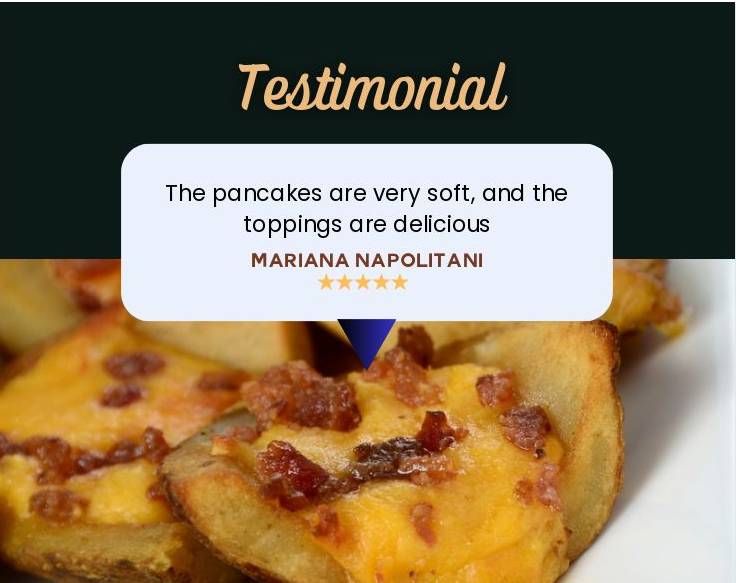 Testimonial
The pancakes are very soft, and the
toppings are delicious
MARIANA NAPOLITANI